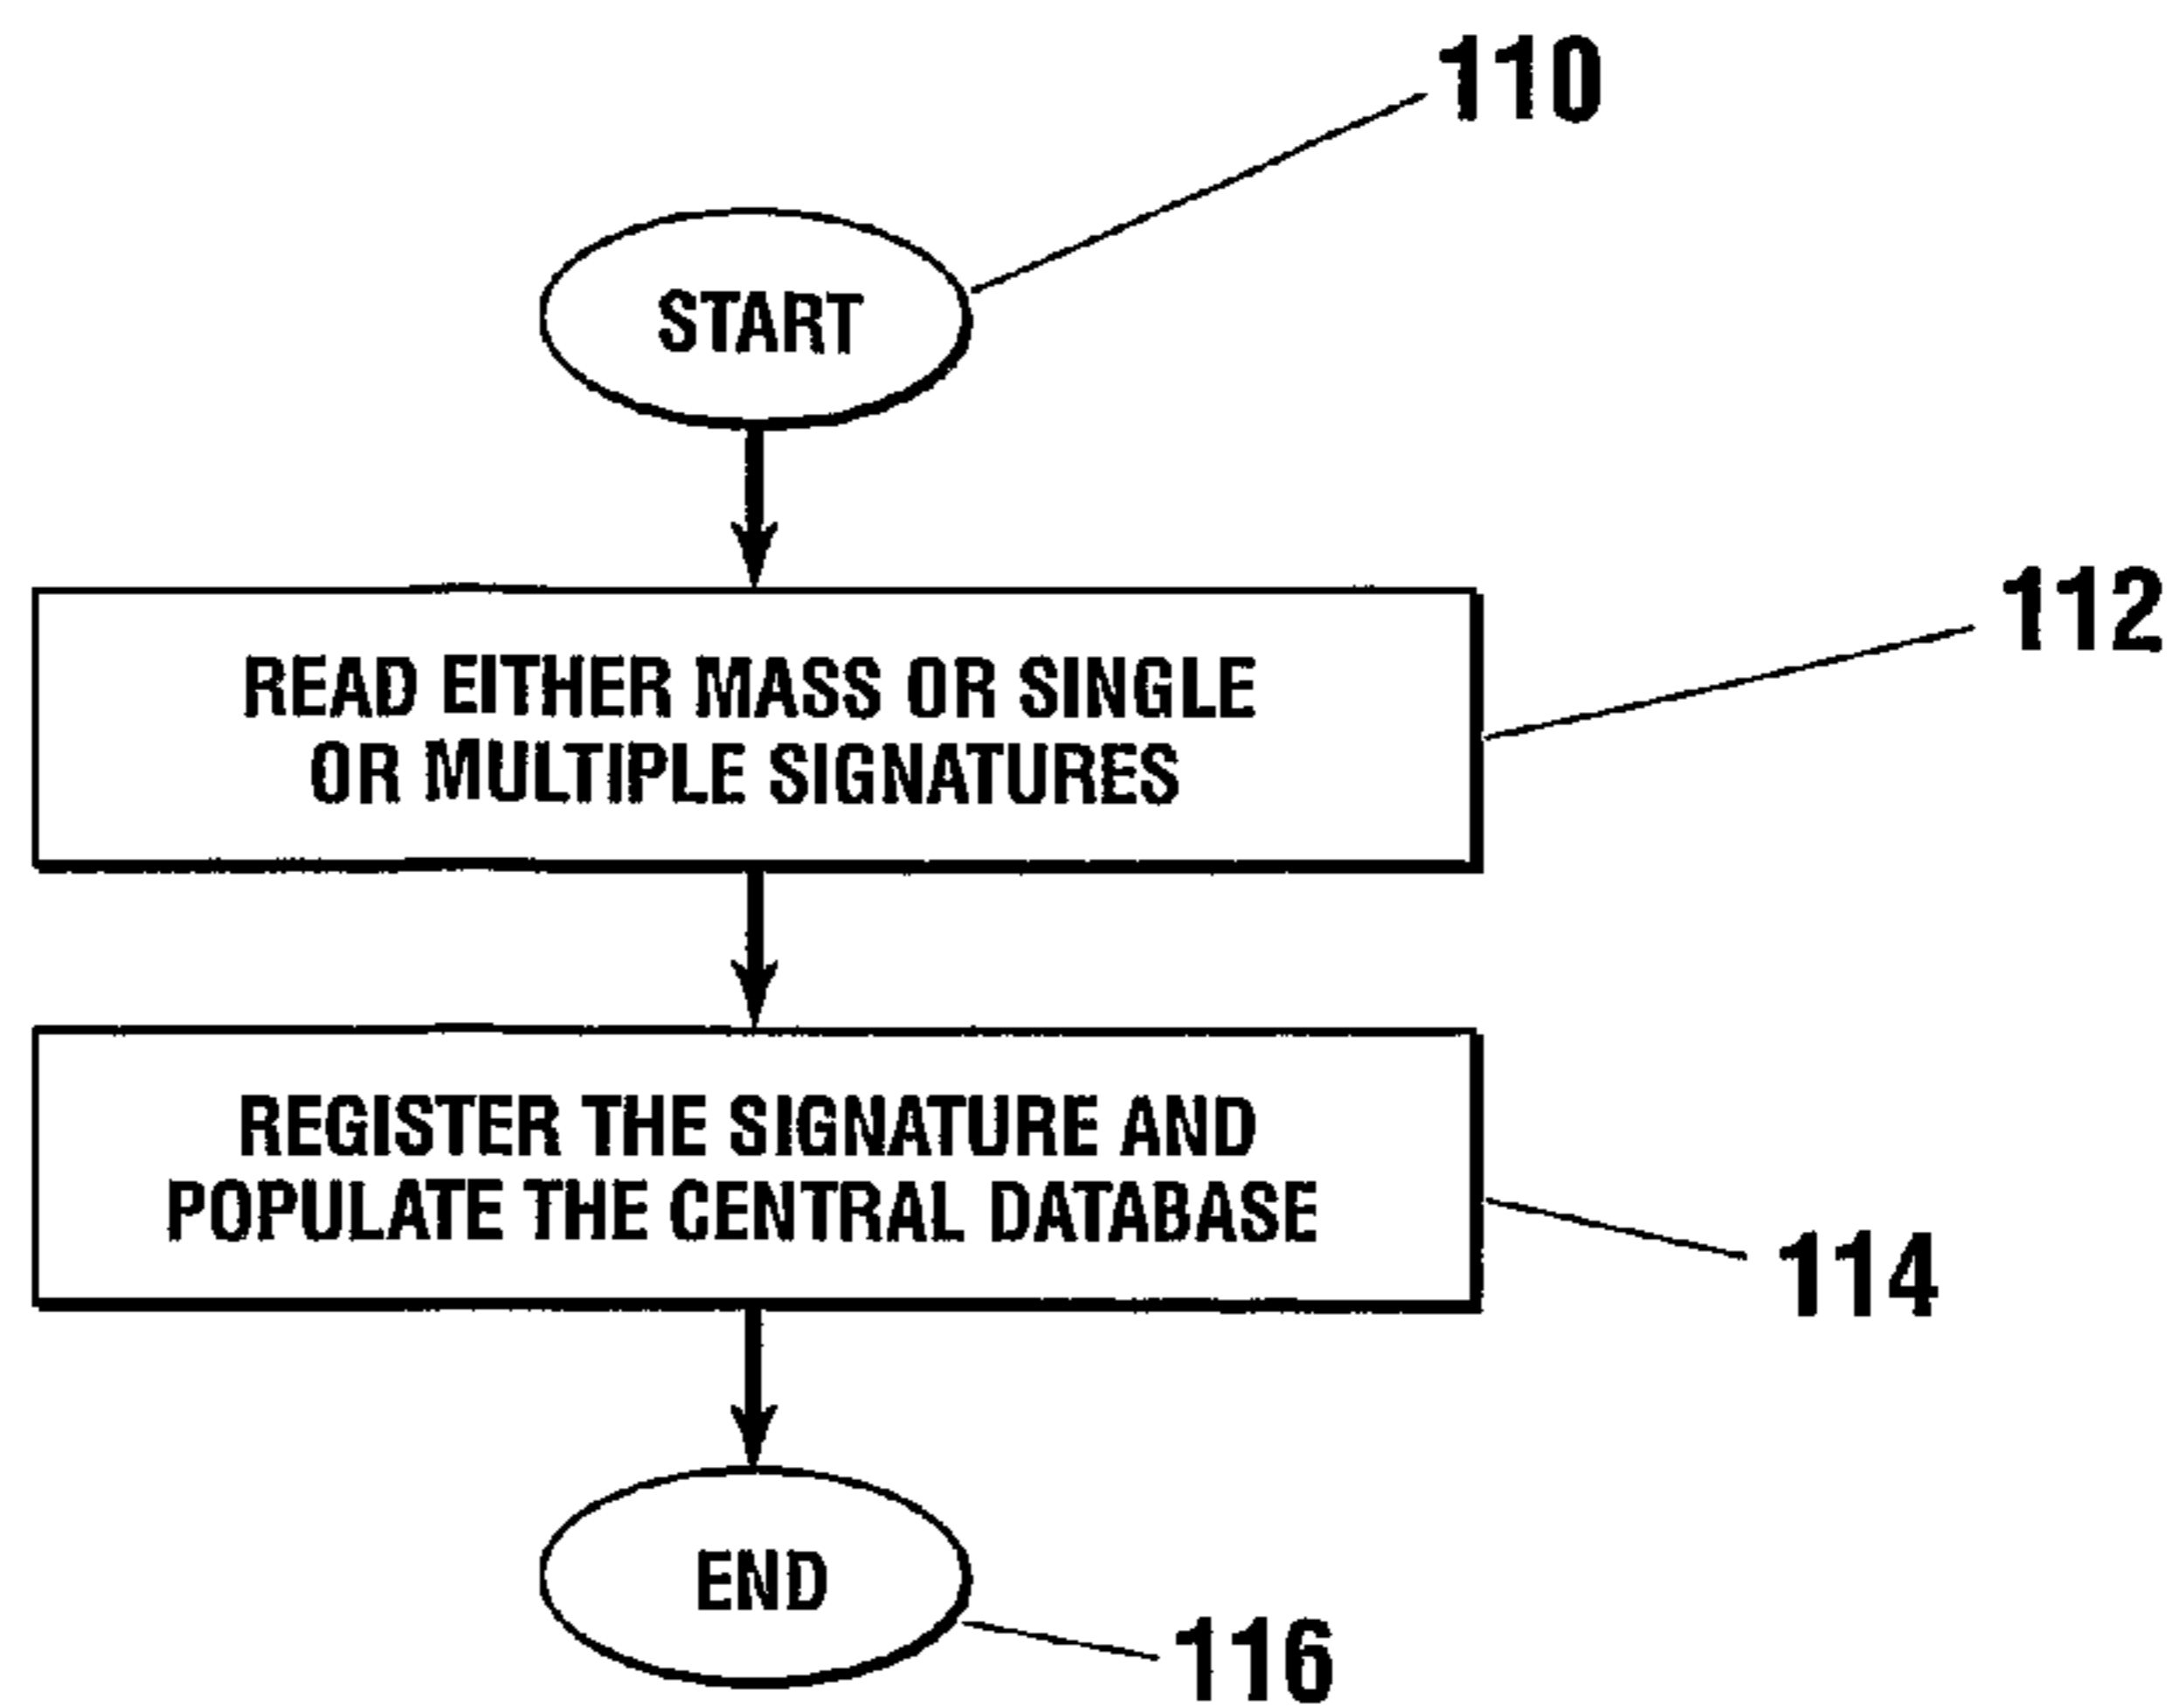 110
START
112
READ EITHER MASS OR SINGLE
OR MULTIPLE SIGNATURES
REGISTER THE SIGNATURE AND
POPULATE THE CENTRAL DATABASE
114
END
116